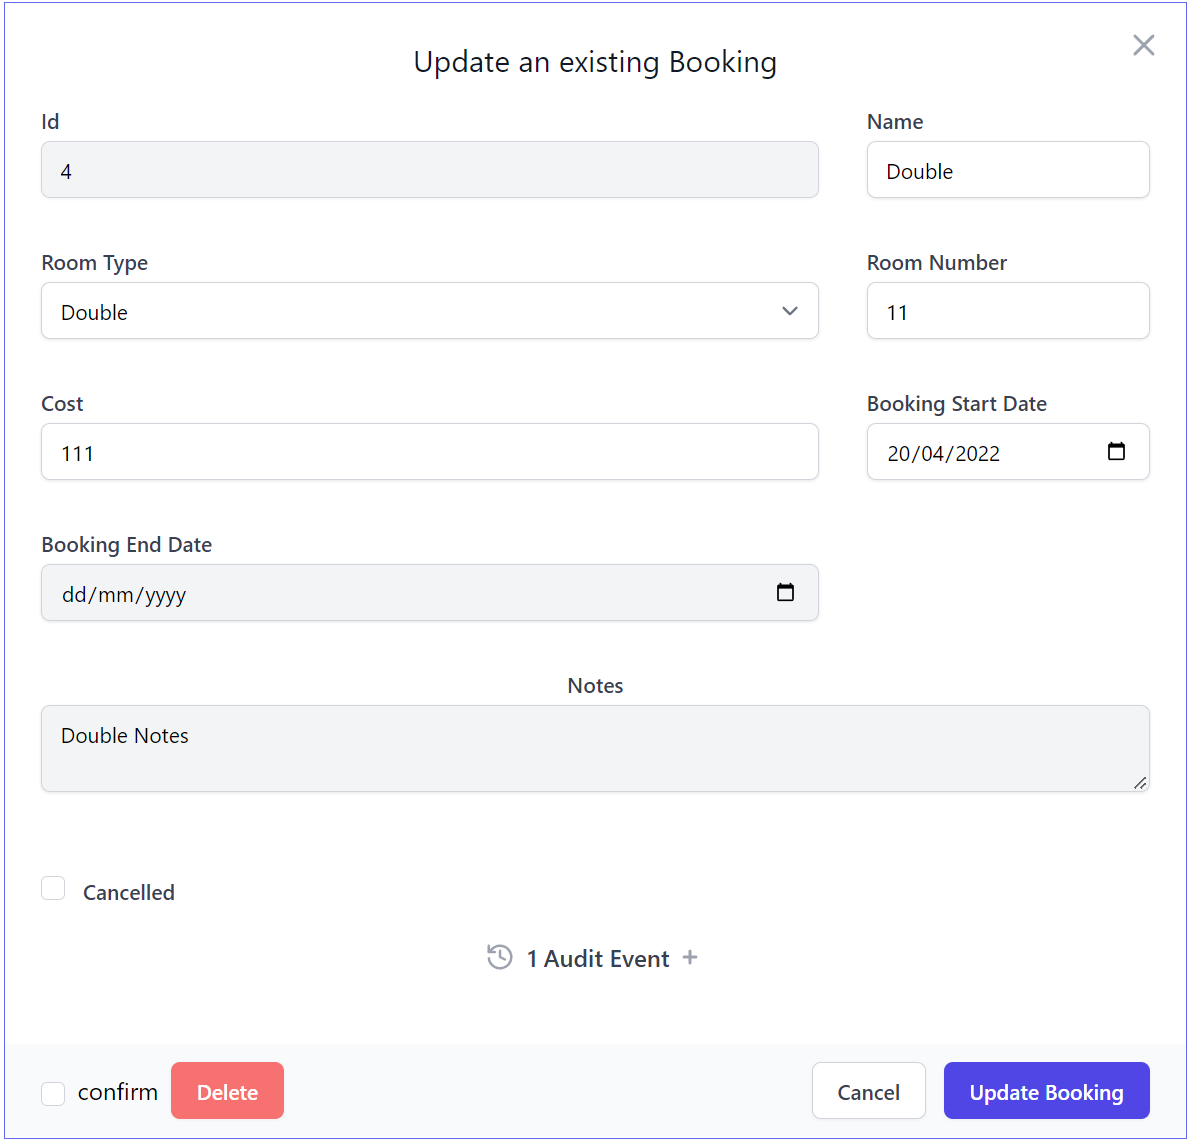 Update an existing Booking
Id
Name
4
Double
Room Type
Room Number
Double
11
Cost
Booking Start Date
111
20/04/2022
Booking End Date
dd/mm/yyyy
Notes
Double Notes
Cancelled
1 Audit Event +
confirm
Delete
Cancel
Update Booking